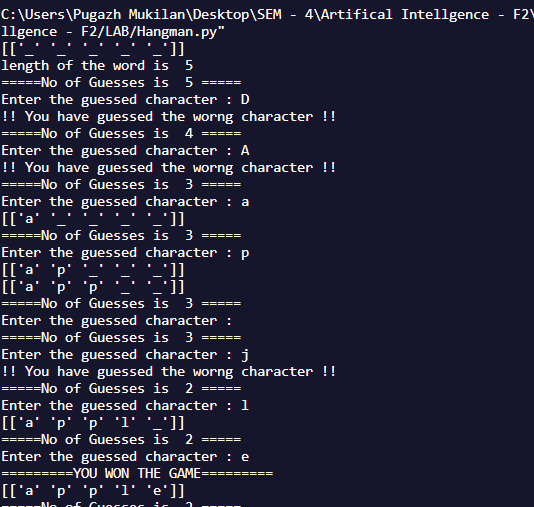 C:\Users\Pugazh Mukilan\Desktop\SEM - 4\Artifical Intellgence - F2\
llgence - F2/LAB/Hangman.py"
[['_' '_' '_' '_' '_']]
length of the word is  5
=====No of Guesses is  5 =====
Enter the guessed character : D
!! You have guessed the worng character !!
=====No of Guesses is  4 =====
Enter the guessed character : A
!! You have guessed the worng character !!
=====No of Guesses is  3 =====
Enter the guessed character : a
[['a' '_' '_' '_' '_']]
=====No of Guesses is  3 =====
Enter the guessed character : p
[['a' 'p' '_' '_' '_']]
[['a' 'p' 'p' '_' '_']]
=====No of Guesses is  3 =====
Enter the guessed character :
=====No of Guesses is  3 =====
Enter the guessed character : j
!! You have guessed the worng character !!
=====No of Guesses is  2 =====
Enter the guessed character : l
[['a' 'p' 'p' 'l' '_']]
=====No of Guesses is  2 =====
Enter the guessed character : e
=========YOU WON THE GAME=========
[['a' 'p' 'p' 'l' 'e']]
=====No of Guesses is  2 =====